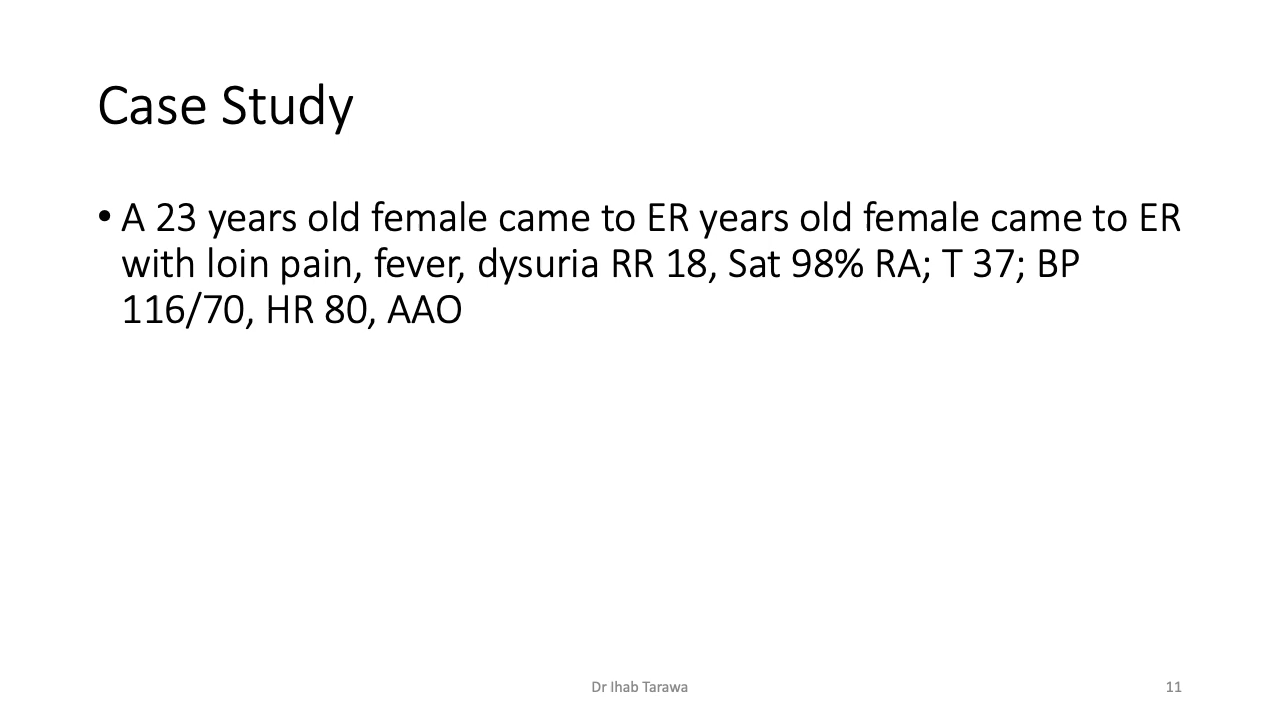 Case Study
• A 23 years old female came to ER years old female came to ER
with loin pain, fever, dysuria RR 18, Sat 98% RA; T 37; BP
116/70, HR 80, AAO
Dr Ihab Tarawa
11